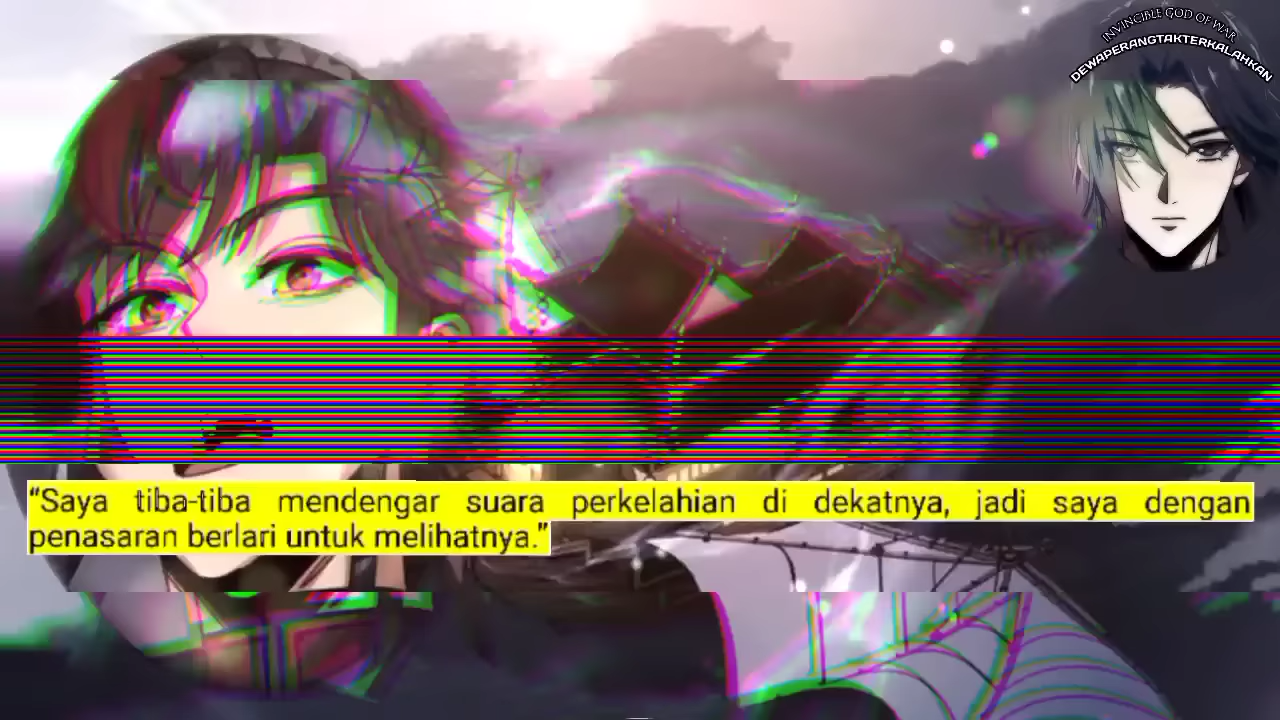 INVINCIBLE GOD OF WAR
DEWAPERANGTAKTERKALAHKAN
“Saya tiba-tiba mendengar suara perkelahian di dekatnya, jadi saya dengan
penasaran berlari untuk melihatnya.”